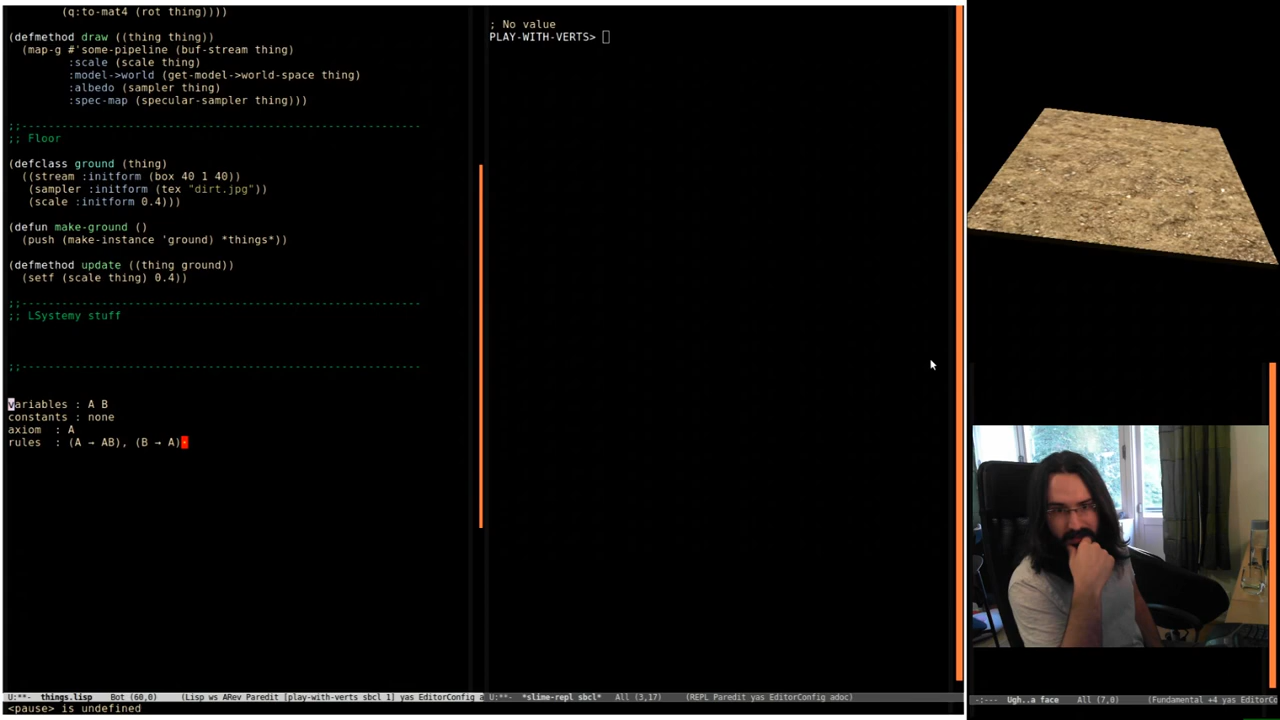 (q:to-mat4 (rot thing))))
(defmethod draw ((thing thing))
(map-g #'some-pipeline (buf-stream thing)
:scale (scale thing)
:model->world (get-model->world-space thing)
:albedo (sampler thing)
:spec-map (specular-sampler thing)))
;;------------------------------------------------------------
;; Floor
(defclass ground (thing)
((stream :initform (box 40 1 40))
(sampler :initform (tex "dirt.jpg"))
(scale :initform 0.4)))
(defun make-ground ()
(push (make-instance 'ground) *things*))
(defmethod update ((thing ground))
(setf (scale thing) 0.4))
;;------------------------------------------------------------
;; LSystemy stuff
;;------------------------------------------------------------
variables : A B
constants : none
axiom  : A
rules  : (A → AB), (B → A)
U:**-  things.lisp   Bot (60,0)    (Lisp ws ARev Paredit [play-with-verts sbcl 1] yas EditorConfig a
<pause> is undefined
; No value
PLAY-WITH-VERTS>
U:**-  *slime-repl sbcl*   All (3,17)    (REPL Paredit yas EditorConfig adoc)
-:---  Ugh..a face    All (7,0)     (Fundamental +4 yas EditorCo